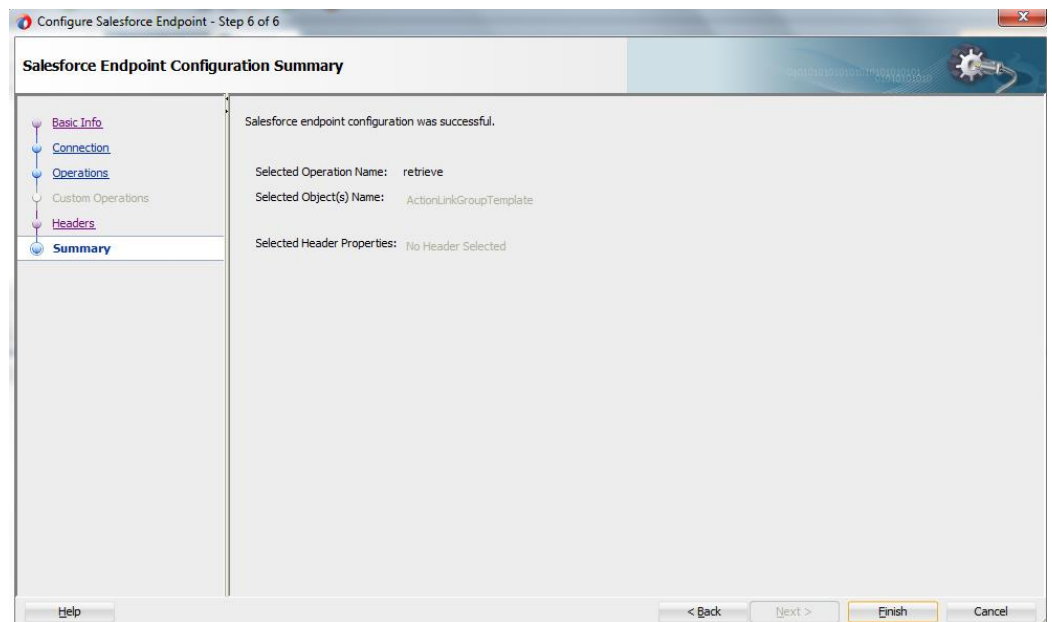 Configure Salesforce Endpoint - Step 6 of 6
Salesforce Endpoint Configuration Summary
Basic Info
Connection
Operations
Custom Operations
Headers
Summary
Salesforce endpoint configuration was successful.
Selected Operation Name: retrieve
Selected Object(s) Name: ActionLinkGroupTemplate
Selected Header Properties: No Header Selected
Help
< Back
Next >
Finish
Cancel